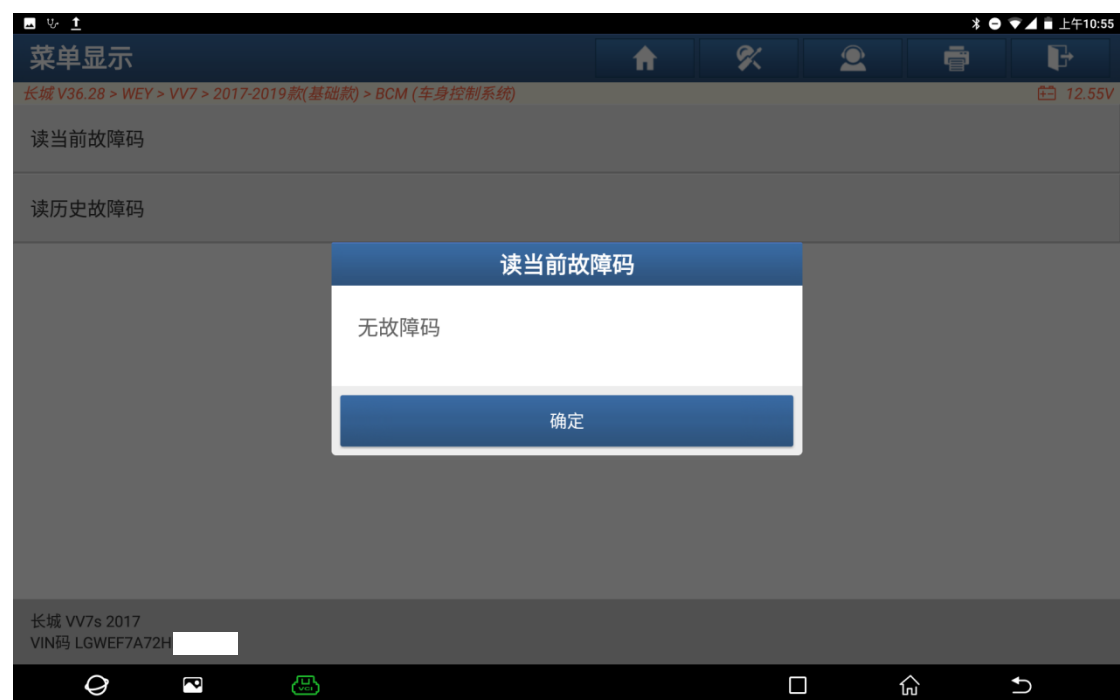 上午10:55
菜单显示
长城 V36.28 > WEY > VV7 > 2017-2019款(基础款) > BCM (车身控制系统)
12.55V
读当前故障码
读历史故障码
读当前故障码
无故障码
确定
长城 VV7s 2017
VIN码 LGWEF7A72H
VCI